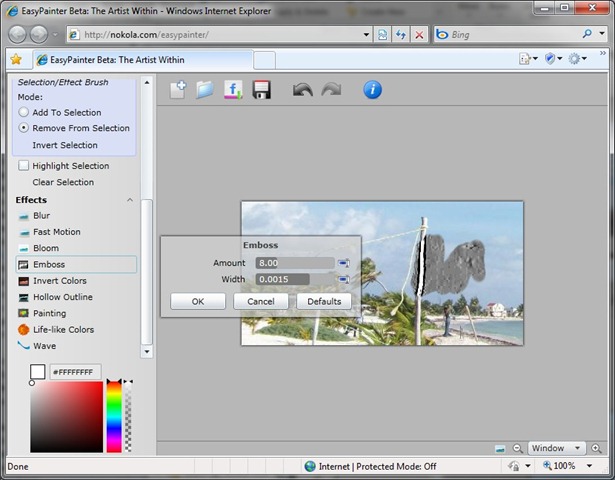 EasyPainter Beta: The Artist Within - Windows Internet Explorer
http://nokola.com/easypainter/
Bing
EasyPainter Beta: The Artist Within
Selection/Effect Brush
Mode:
Add To Selection
Remove From Selection
Invert Selection
Highlight Selection
Clear Selection
Effects
Blur
Fast Motion
Bloom
Emboss
Invert Colors
Hollow Outline
Painting
Life-like Colors
Wave
#FFFFFFFF
Emboss
Amount 8.00
Width 0.0015
OK Cancel Defaults
Window
Done Internet | Protected Mode: Off 100%